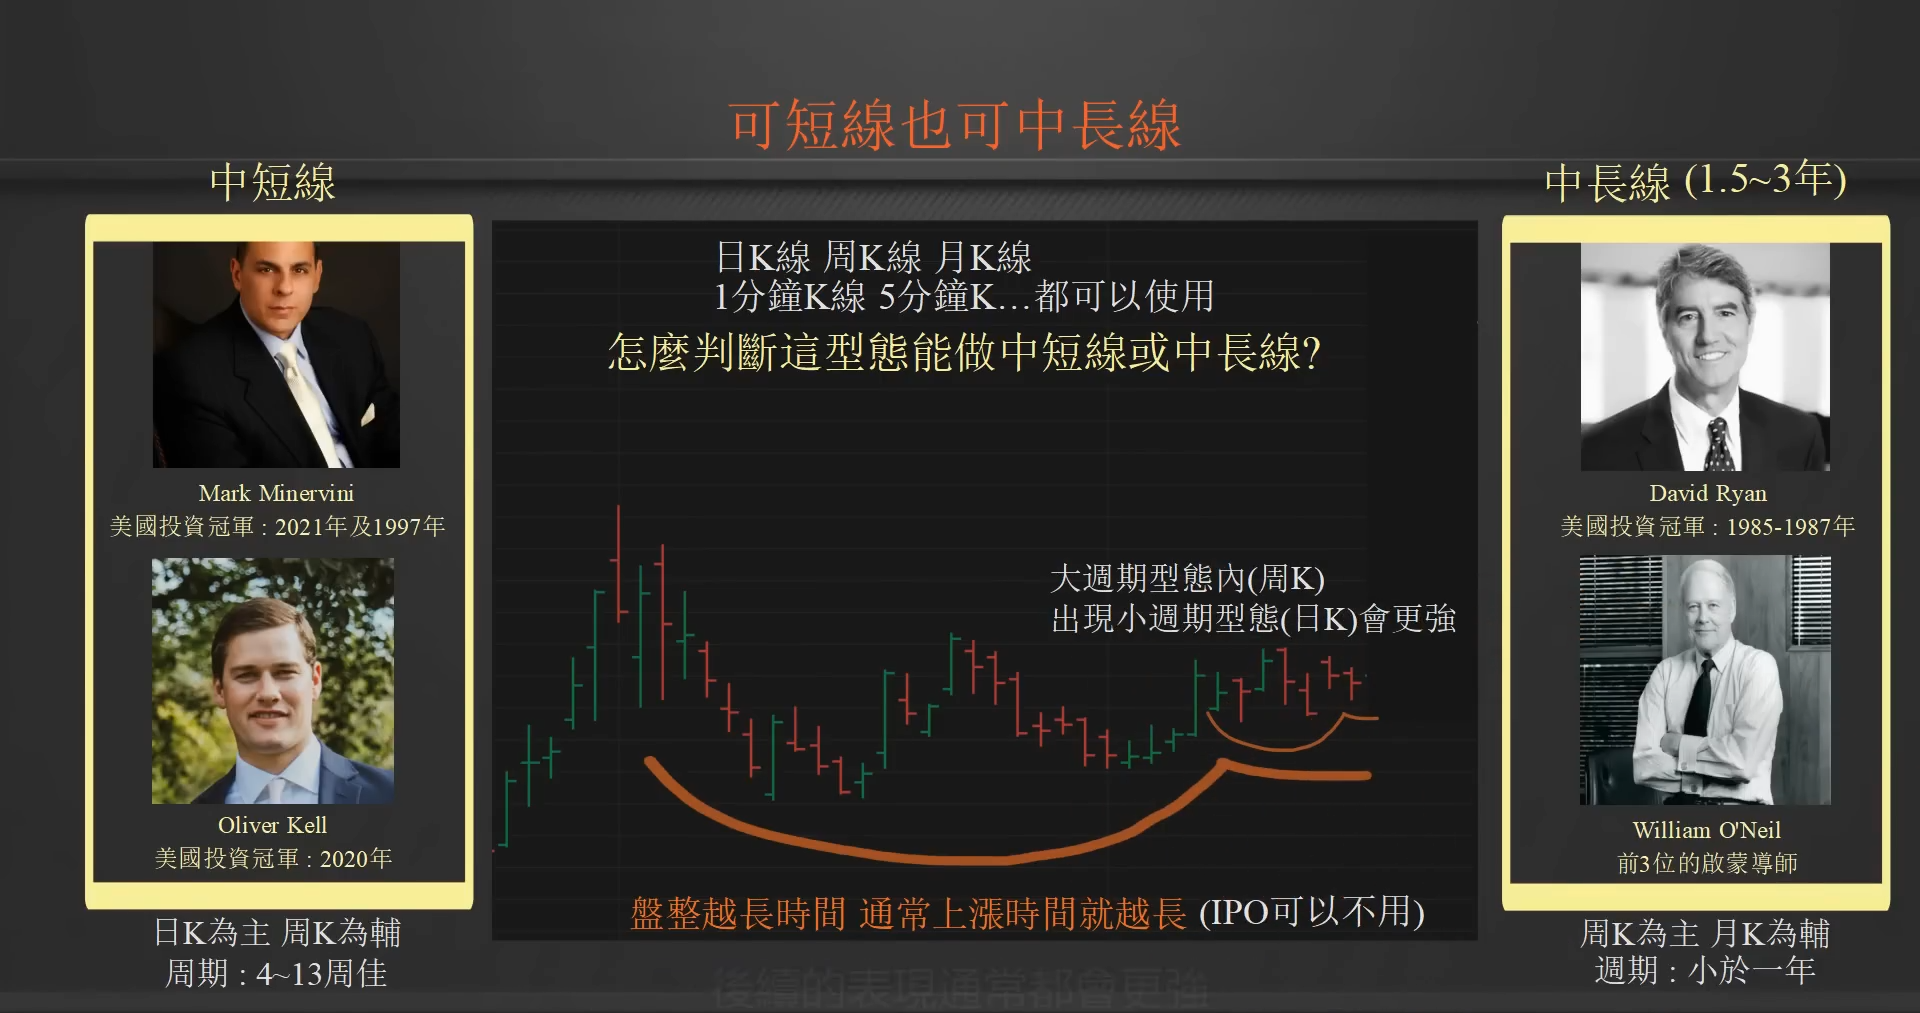 可短線也可中長線
中短線
Mark Minervini
美國投資冠軍 : 2021年及1997年
Oliver Kell
美國投資冠軍 : 2020年
日K為主 周K為輔
周期 : 4~13周佳
日K線 周K線 月K線
1分鐘K線 5分鐘K...都可以使用
怎麼判斷這型態能做中短線或中長線?
大週期型態內(周K)
出現小週期型態(日K)會更強
盤整越長時間 通常上漲時間就越長 (IPO可以不用)
後續的表現通常都會更強
中長線 (1.5~3年)
David Ryan
美國投資冠軍 : 1985-1987年
William O'Neil
前3位的啟蒙導師
周K為主 月K為輔
週期 : 小於一年